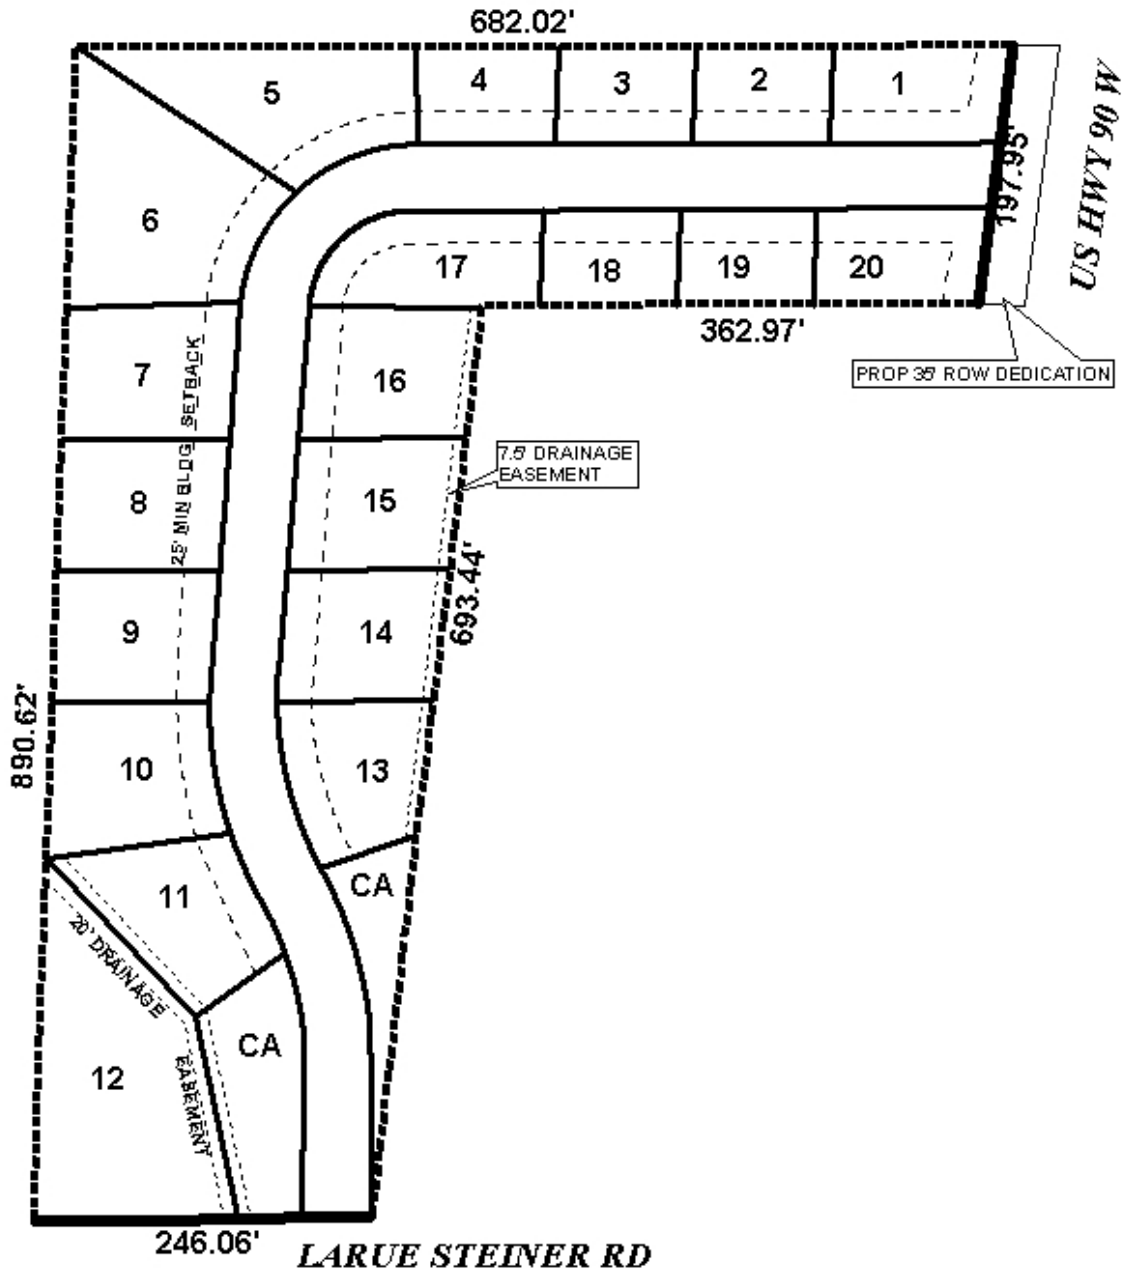 682.02'
5
4
3
2
1
US HWY 90 W
197.95'
6
17
18
19
20
362.97'
PROP 35' ROW DEDICATION
7
16
25' MIN BLDG SETBACK
7.5' DRAINAGE
EASEMENT
8
15
693.44'
9
14
890.62'
10
13
11
CA
20' DRAINAGE
EASEMENT
12
CA
246.06'
LARUE STEINER RD